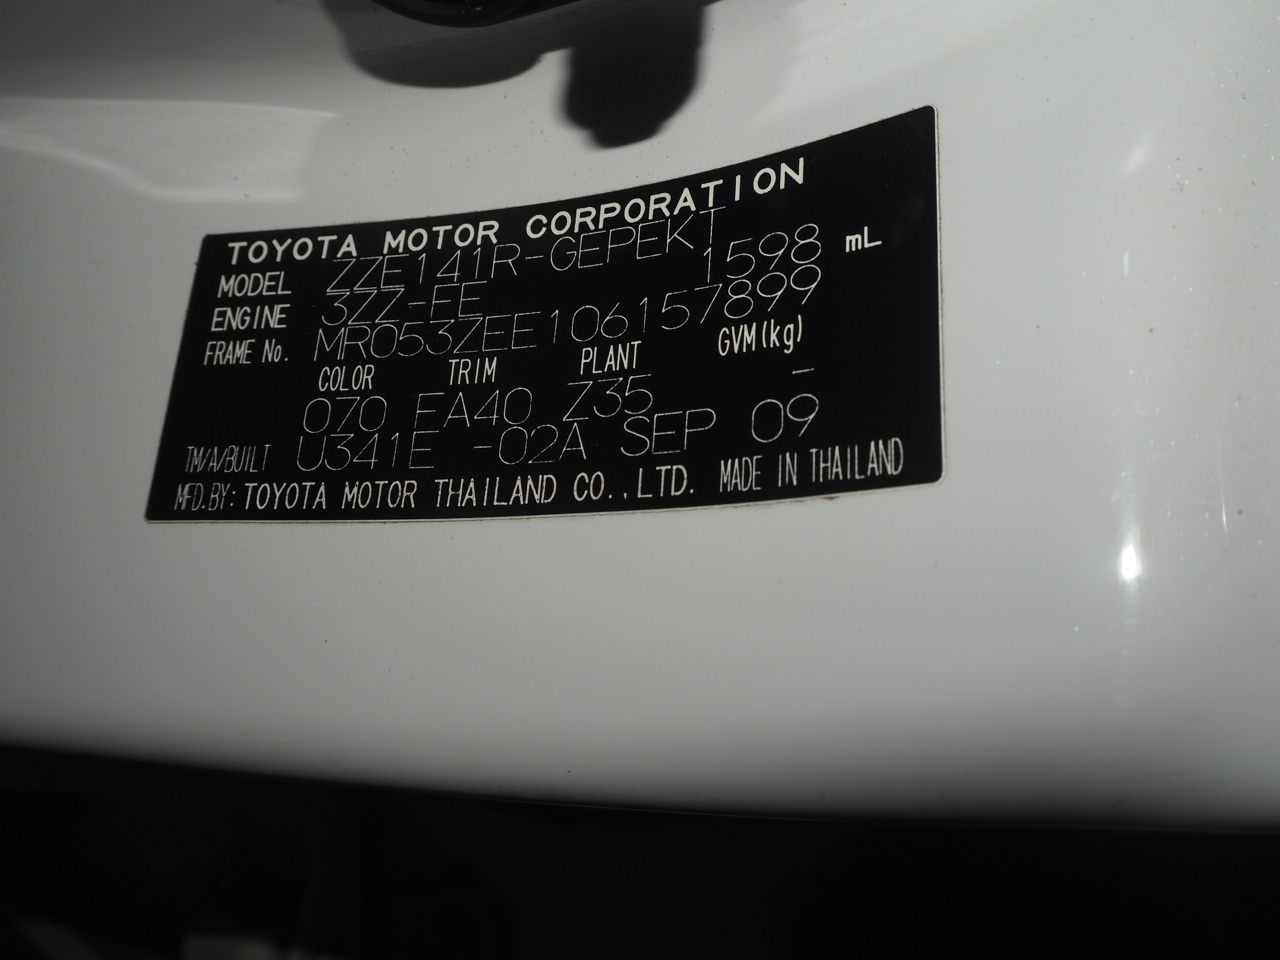 TOYOTA MOTOR CORPORATION
MODEL ZZE141R-GEPEKT
ENGINE 3ZZ-FE 1598 mL
FRAME No. MR053ZEE106157899
COLOR TRIM PLANT GVM(kg)
070 EA40 Z35 –
TM/A/BUILT U341E -02A SEP 09
MFD.BY: TOYOTA MOTOR THAILAND CO.,LTD. MADE IN THAILAND